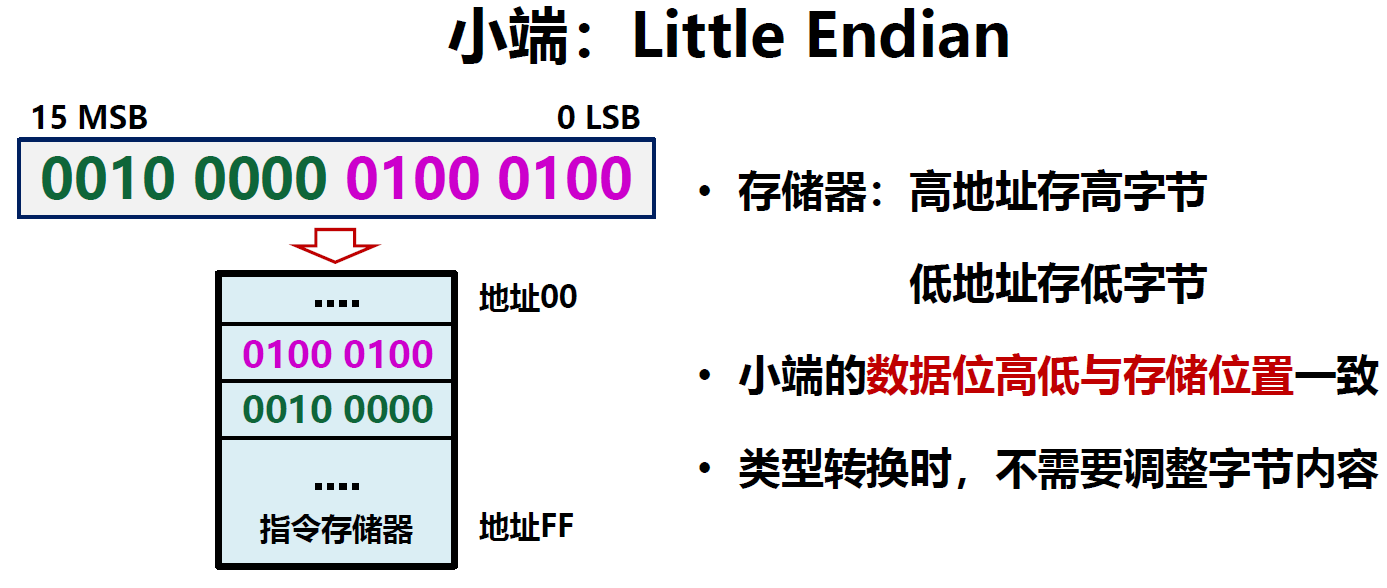 小端：Little Endian
15 MSB 0 LSB
0010 0000 0100 0100
....
地址00
0100 0100
0010 0000
....
指令存储器
地址FF
• 存储器：高地址存高字节
低地址存低字节
• 小端的数据位高低与存储位置一致
• 类型转换时，不需要调整字节内容